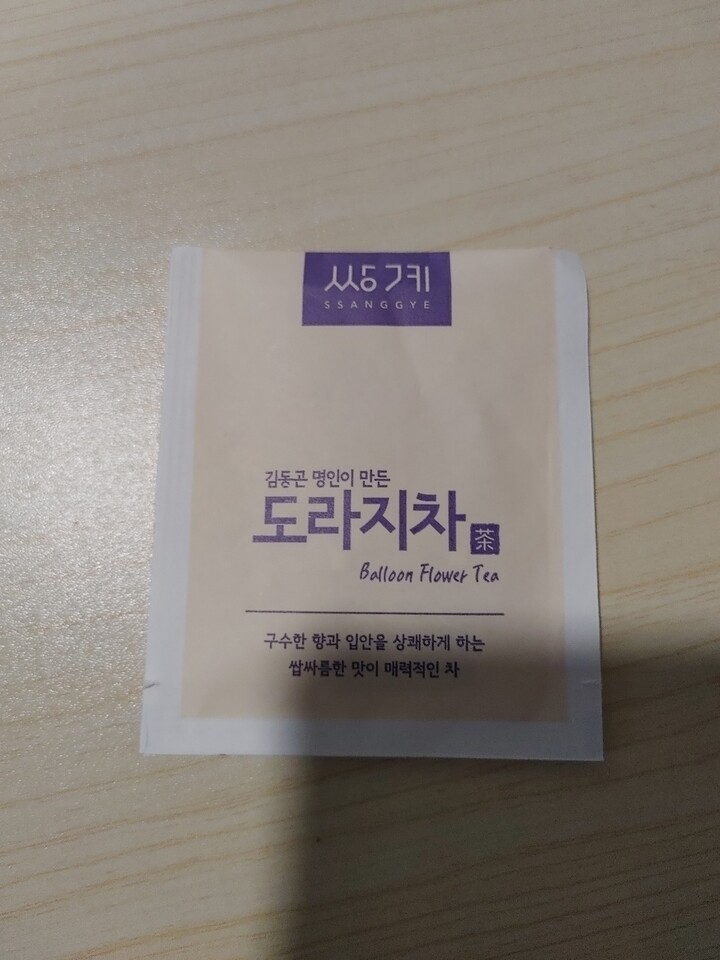 쌍계
SSANGGYE
김동곤 명인이 만든
도라지차 茶
Balloon Flower Tea
구수한 향과 입안을 상쾌하게 하는
쌉싸름한 맛이 매력적인 차